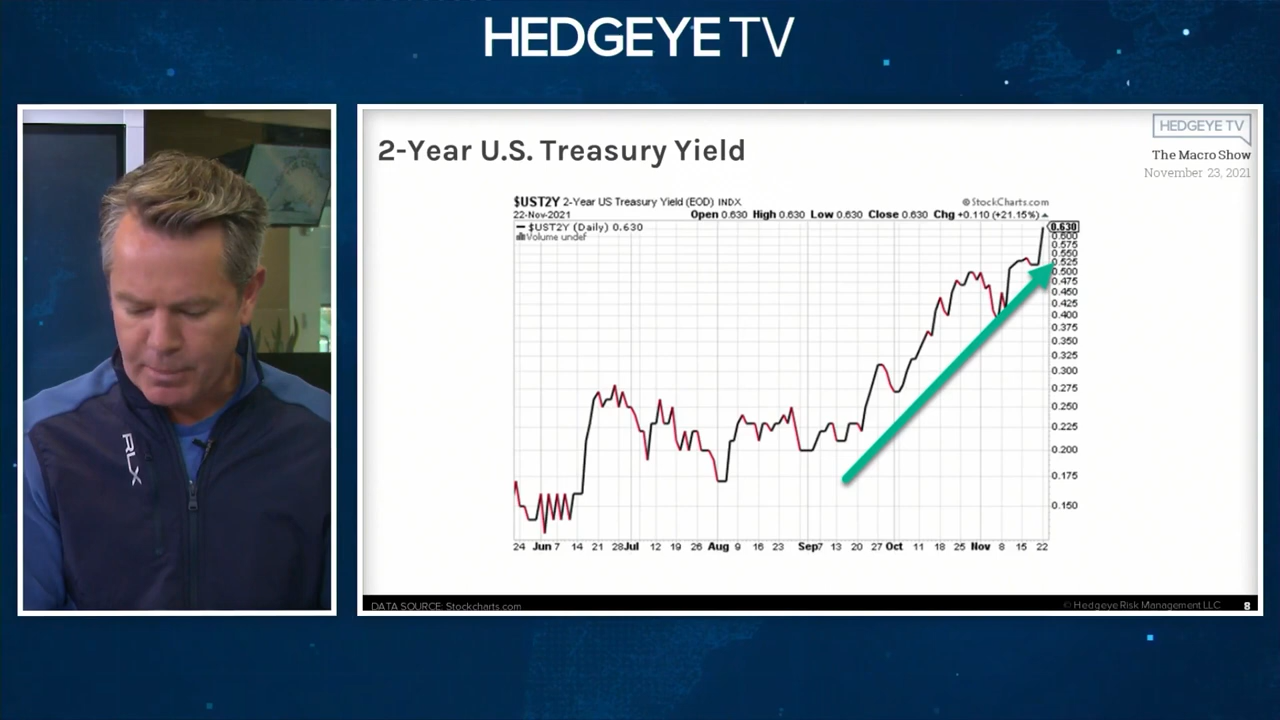 HEDGEYE TV
RLX
HEDGEYE TV
2-Year U.S. Treasury Yield
The Macro Show
November 23, 2021
$UST2Y 2-Year US Treasury Yield (EOD) INDX
© StockCharts.com
22-Nov-2021
Open 0.630 High 0.630 Low 0.630 Close 0.630 Chg +0.110 (+21.15%)
$UST2Y (Daily) 0.630
Volume undef
0.630
0.600
0.575
0.550
0.525
0.500
0.475
0.450
0.425
0.400
0.375
0.350
0.325
0.300
0.275
0.250
0.225
0.200
0.175
0.150
24 Jun 7 14 21 28 Jul 12 19 26 Aug 9 16 23 Sep 7 13 20 27 Oct 11 18 25 Nov 8 15 22
DATA SOURCE: Stockcharts.com
© Hedgeye Risk Management LLC 8